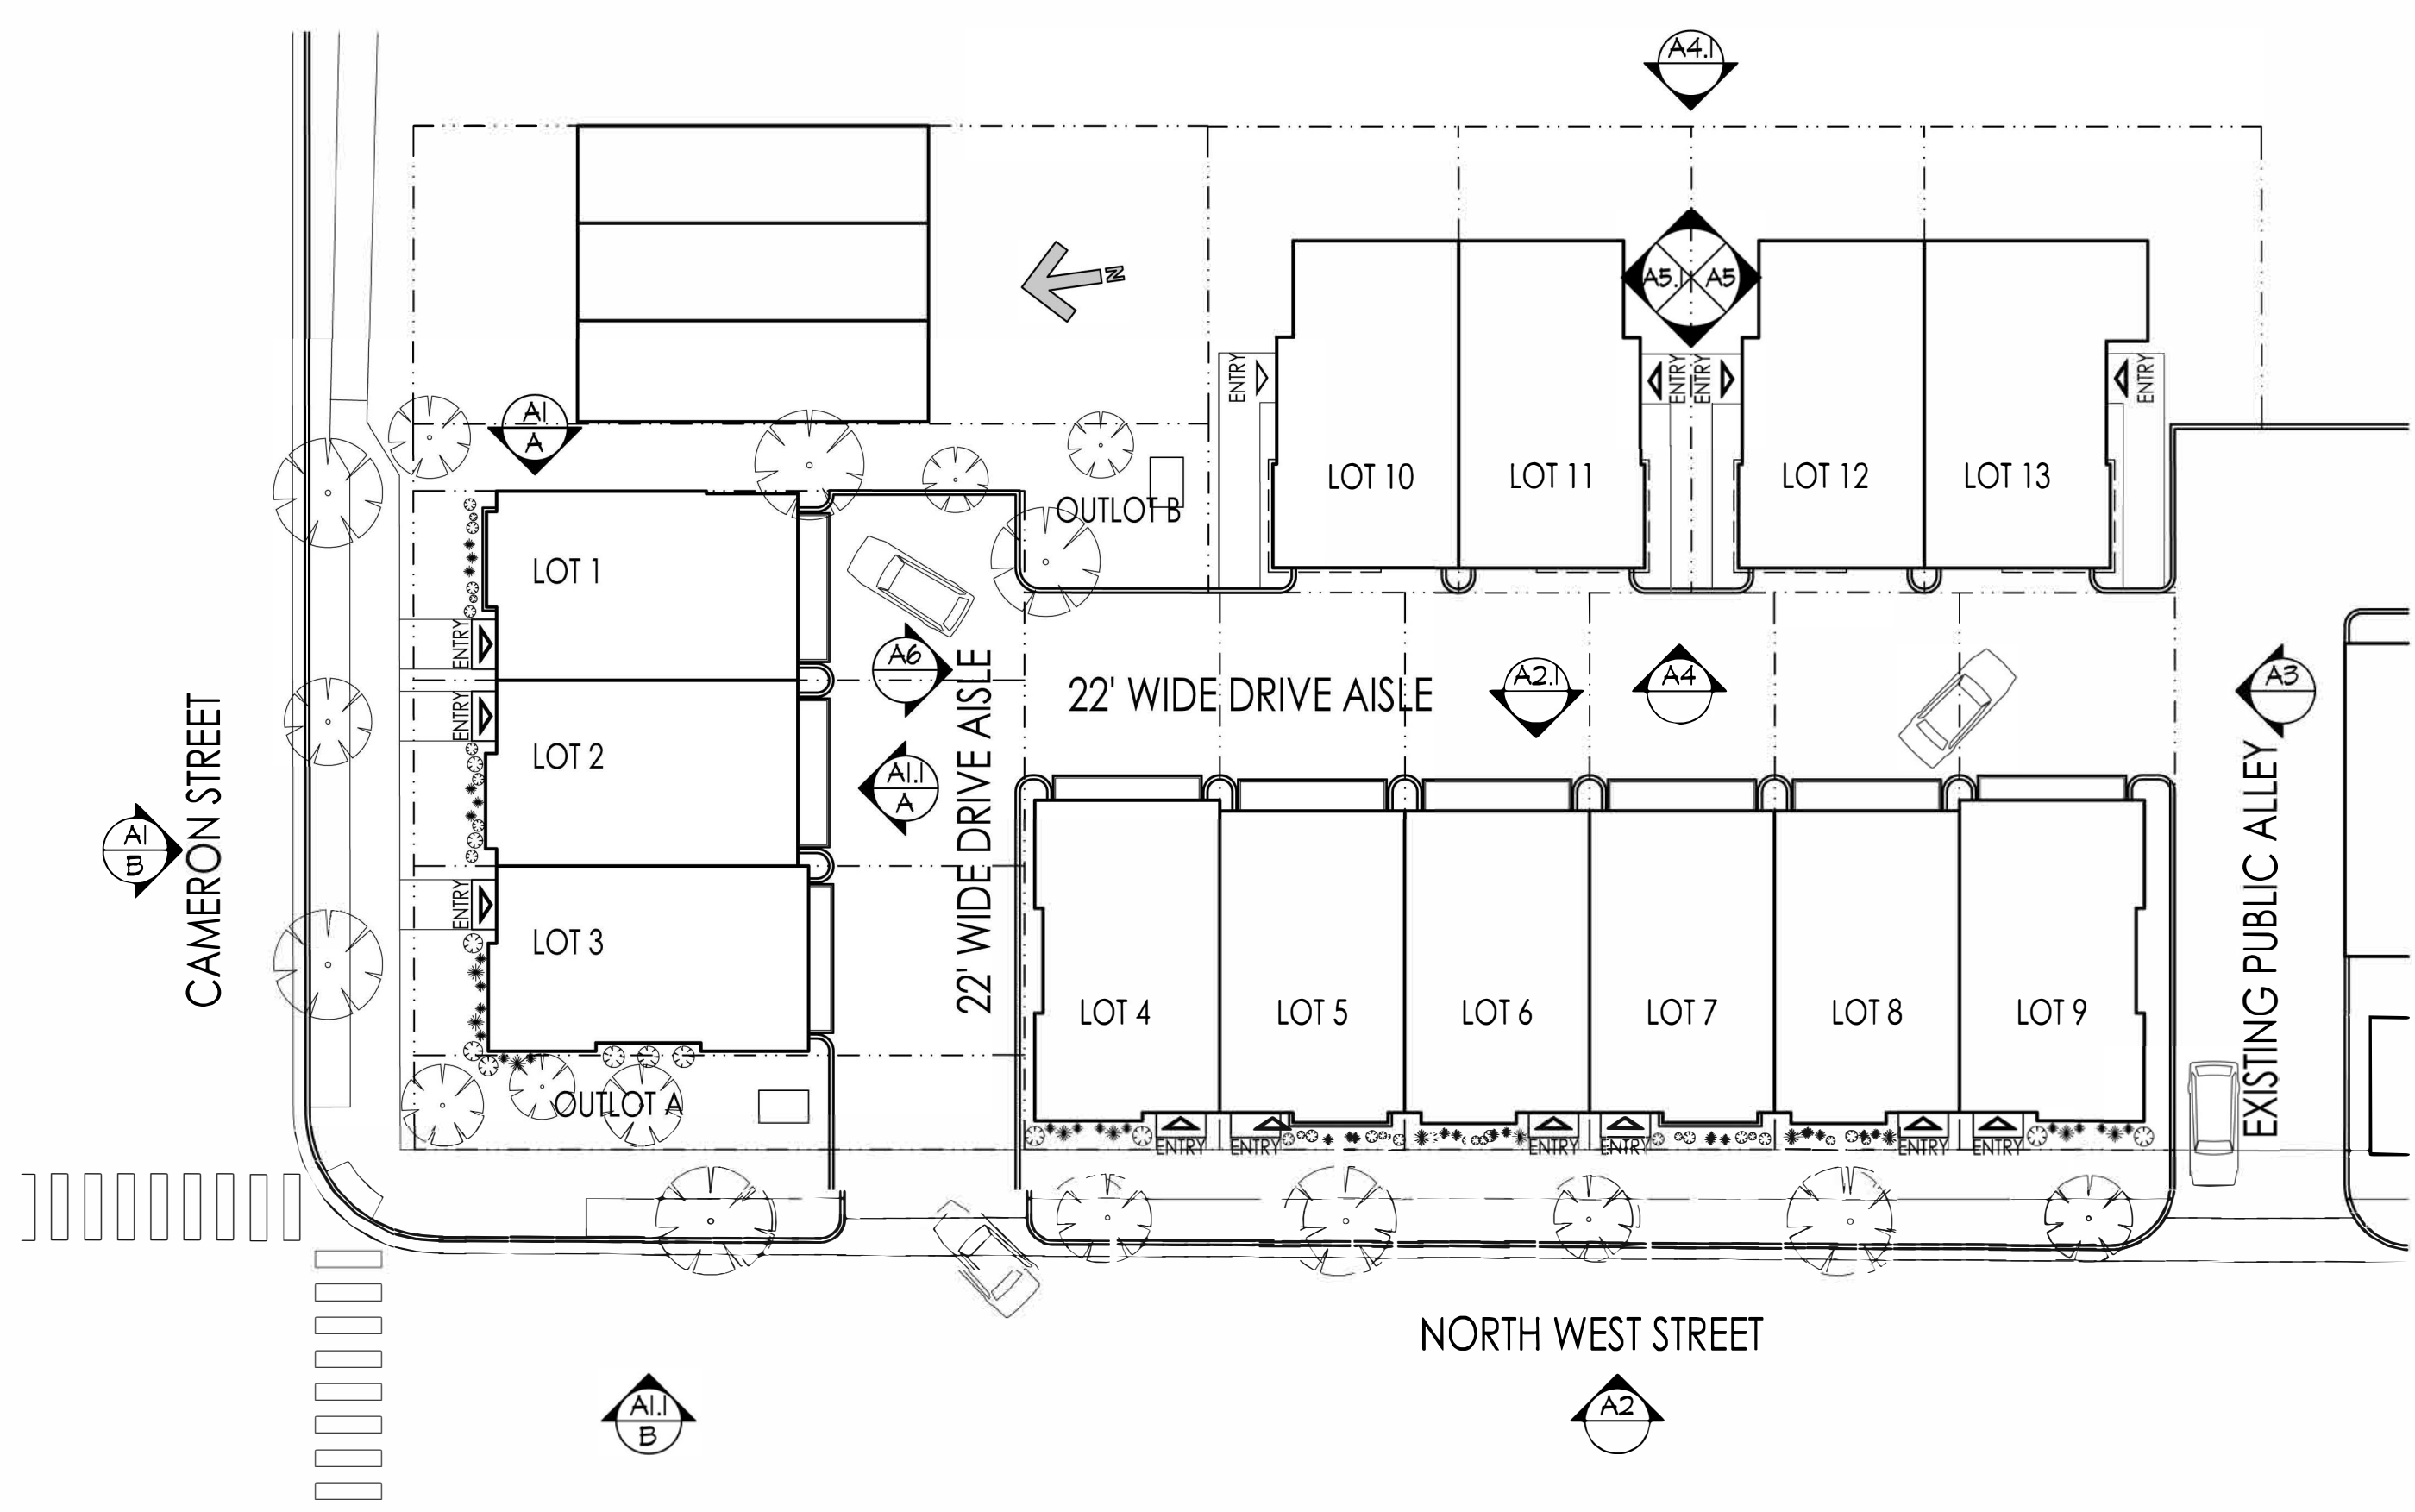 A4.1
N
A5.1
A5
ENTRY
ENTRY
ENTRY
ENTRY
A1
A
LOT 10
LOT 11
LOT 12
LOT 13
OUTLOT B
LOT 1
ENTRY
A6
22' WIDE DRIVE AISLE
22' WIDE DRIVE AISLE
A2.1
A4
A3
ENTRY
LOT 2
A1.1
A
CAMERON STREET
A1
B
ENTRY
LOT 3
EXISTING PUBLIC ALLEY
LOT 4
LOT 5
LOT 6
LOT 7
LOT 8
LOT 9
OUTLOT A
ENTRY
ENTRY
ENTRY
ENTRY
ENTRY
ENTRY
NORTH WEST STREET
A1.1
B
A2